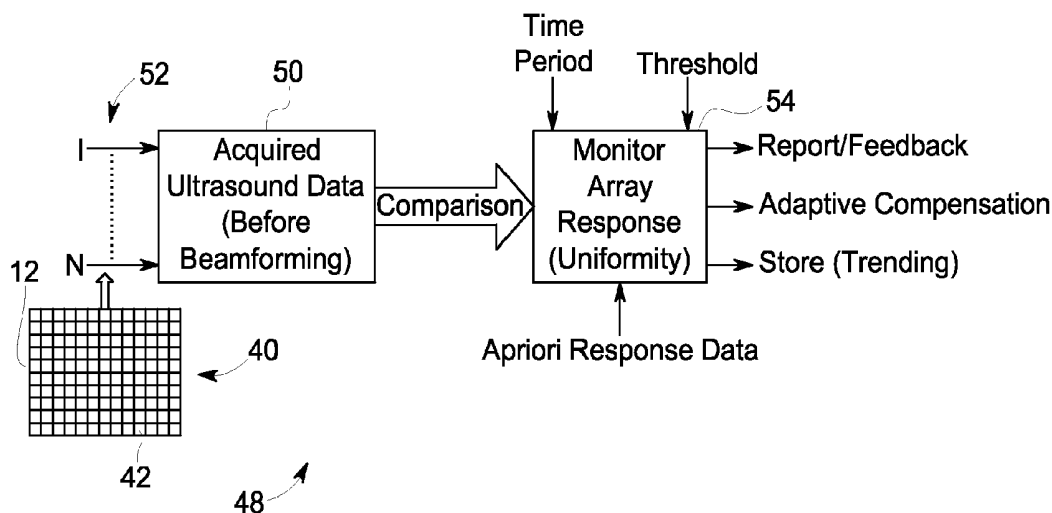 Time
Period
Threshold
52
50
54
I
Acquired
Ultrasound Data
(Before
Beamforming)
Comparison
Monitor
Array
Response
(Uniformity)
Report/Feedback
Adaptive Compensation
Store (Trending)
N
12
40
42
48
Apriori Response Data